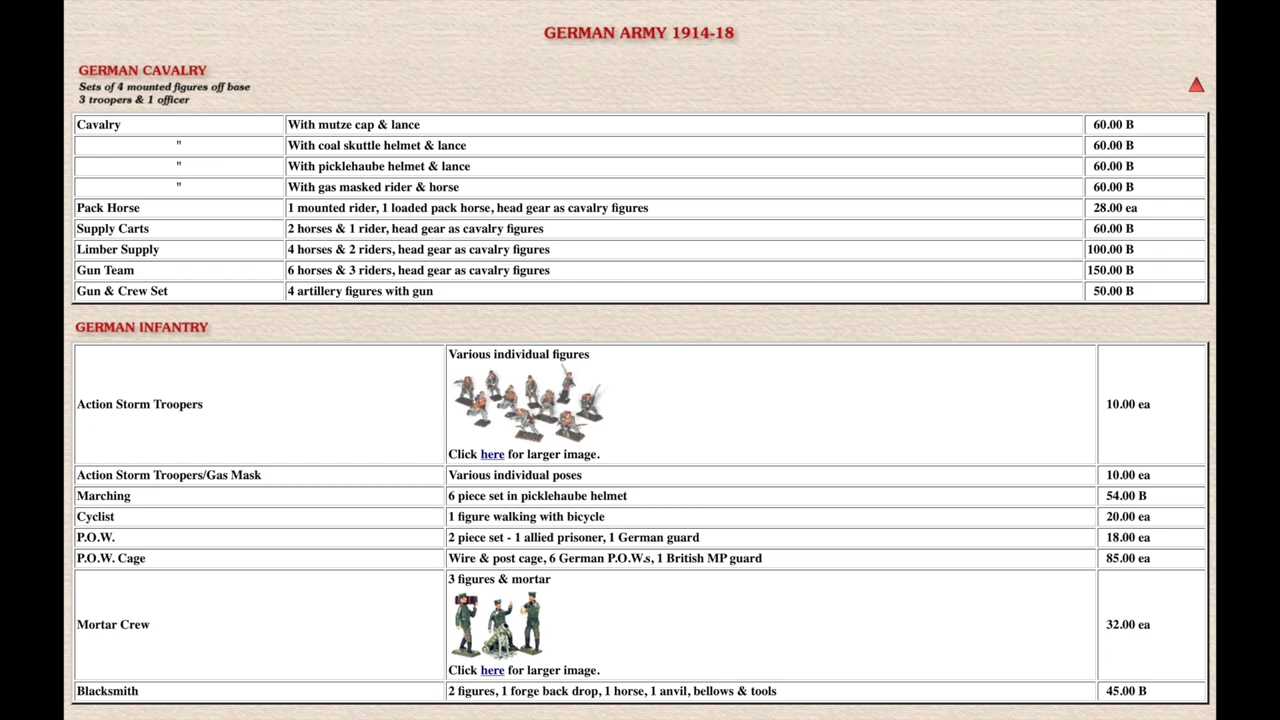 GERMAN ARMY 1914-18
GERMAN CAVALRY
Sets of 4 mounted figures off base
3 troopers & 1 officer
Cavalry With mutze cap & lance 60.00 B
" With coal skuttle helmet & lance 60.00 B
" With picklehaube helmet & lance 60.00 B
" With gas masked rider & horse 60.00 B
Pack Horse 1 mounted rider, 1 loaded pack horse, head gear as cavalry figures 28.00 ea
Supply Carts 2 horses & 1 rider, head gear as cavalry figures 60.00 B
Limber Supply 4 horses & 2 riders, head gear as cavalry figures 100.00 B
Gun Team 6 horses & 3 riders, head gear as cavalry figures 150.00 B
Gun & Crew Set 4 artillery figures with gun 50.00 B
GERMAN INFANTRY
Various individual figures
Action Storm Troopers 10.00 ea
Click here for larger image.
Action Storm Troopers/Gas Mask Various individual poses 10.00 ea
Marching 6 piece set in picklehaube helmet 54.00 B
Cyclist 1 figure walking with bicycle 20.00 ea
P.O.W. 2 piece set - 1 allied prisoner, 1 German guard 18.00 ea
P.O.W. Cage Wire & post cage, 6 German P.O.W.s, 1 British MP guard 85.00 ea
3 figures & mortar
Mortar Crew 32.00 ea
Click here for larger image.
Blacksmith 2 figures, 1 forge back drop, 1 horse, 1 anvil, bellows & tools 45.00 B